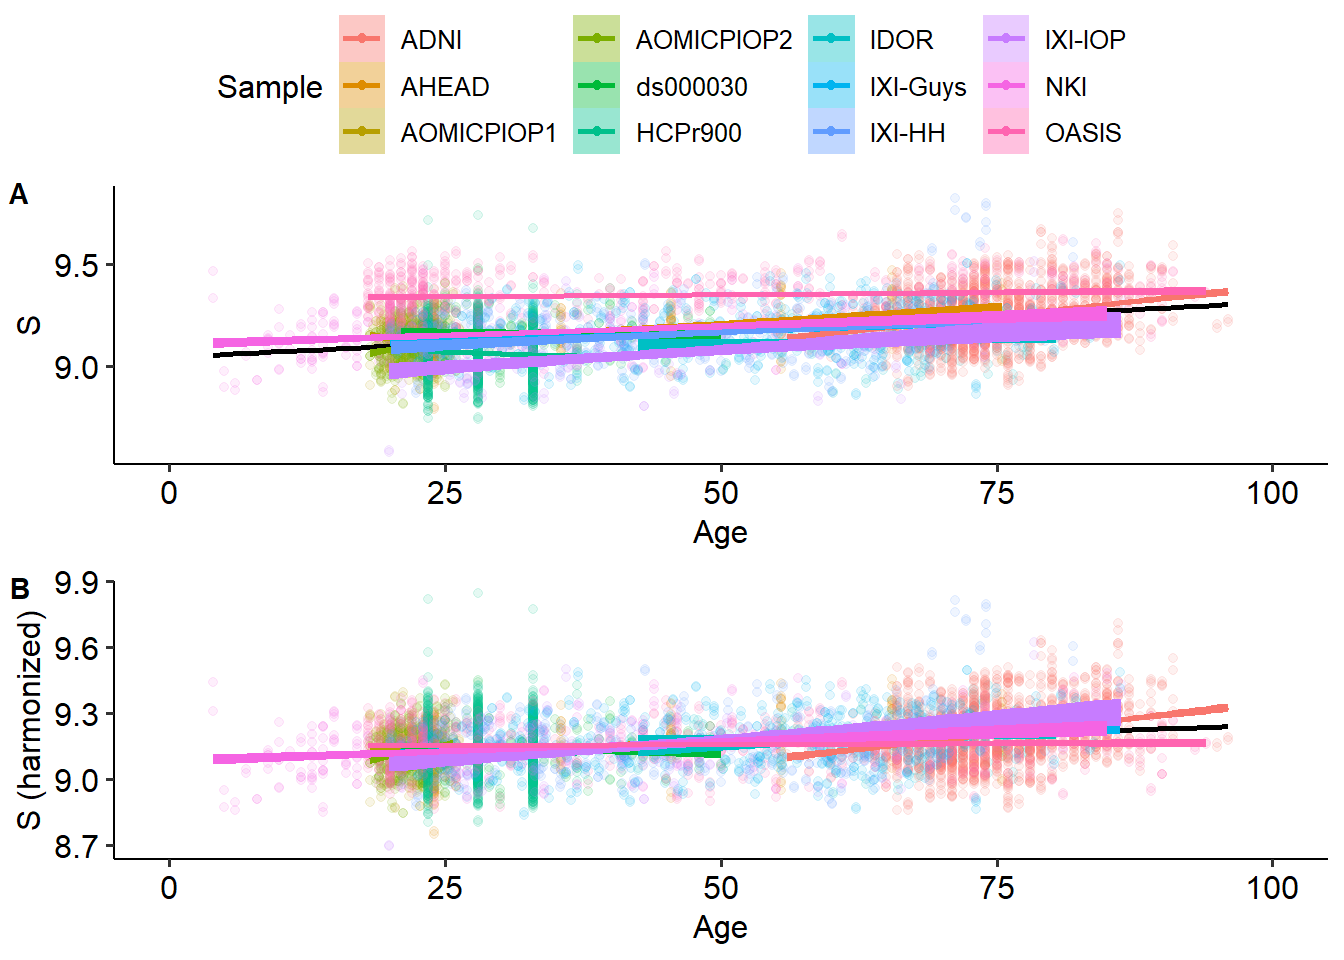 Sample
ADNI
AHEAD
AOMICPIOP1
AOMICPIOP2
ds000030
HCPr900
IDOR
IXI-Guys
IXI-HH
IXI-IOP
NKI
OASIS
A
S
9.5
9.0
0 25 50 75 100
Age
B
S (harmonized)
9.9
9.6
9.3
9.0
8.7
0 25 50 75 100
Age